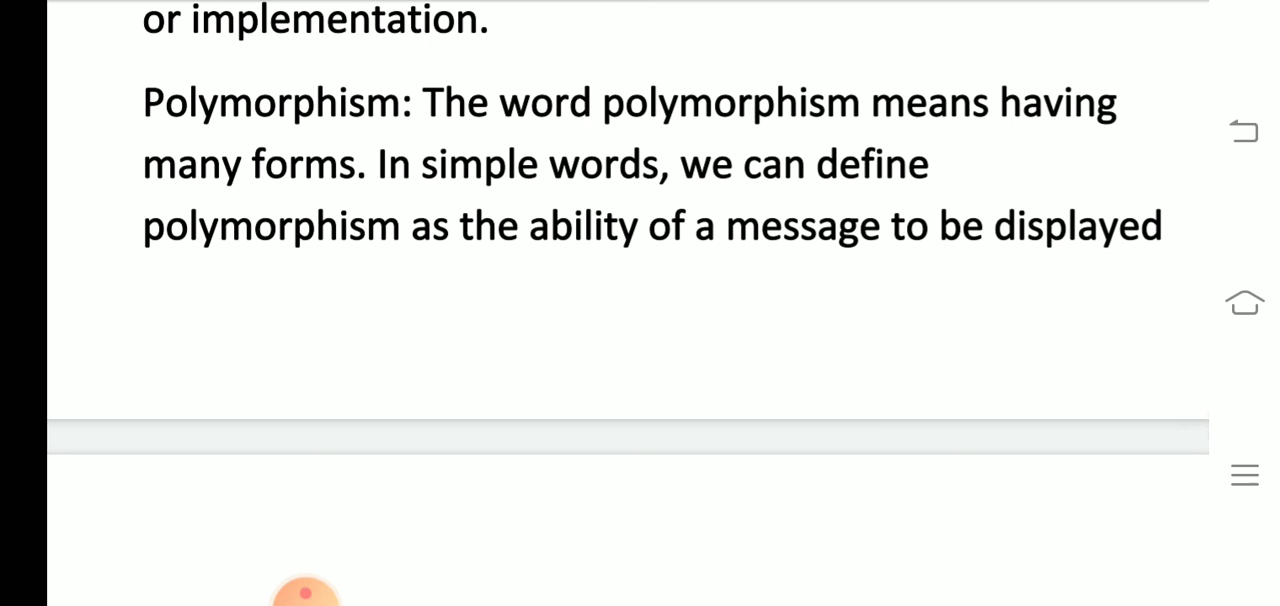 or implementation.
Polymorphism: The word polymorphism means having
many forms. In simple words, we can define
polymorphism as the ability of a message to be displayed